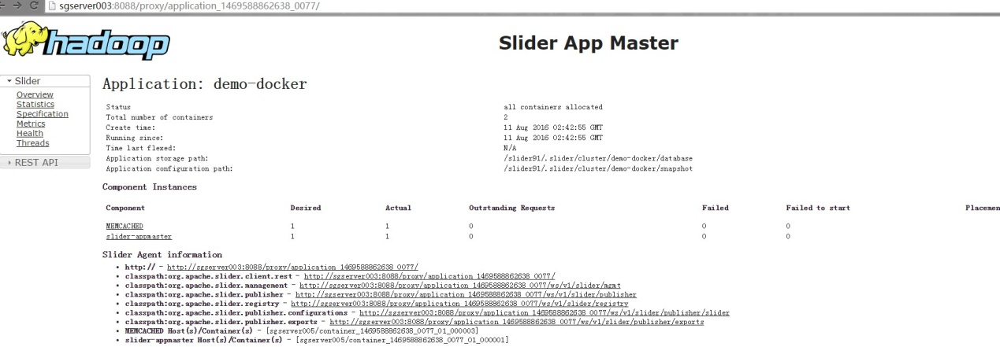 sgserver003:8088/proxy/application_1469588862638_0077/
hadoop
Slider App Master
Slider
Overview
Statistics
Specification
Metrics
Health
Threads
REST API
Application: demo-docker
Status all containers allocated
Total number of containers 2
Create time: 11 Aug 2016 02:42:55 GMT
Running since: 11 Aug 2016 02:42:55 GMT
Time last flexed: N/A
Application storage path: /slider91/.slider/cluster/demo-docker/database
Application configuration path: /slider91/.slider/cluster/demo-docker/snapshot
Component Instances
Component Desired Actual Outstanding Requests Failed Failed to start Placemen
MEMCACHED 1 1 0 0 0
slider-appmaster 1 1 0 0 0
Slider Agent information
• http:// - http://sgserver003:8088/proxy/application_1469588862638_0077/
• classpath:org.apache.slider.client.rest - http://sgserver003:8088/proxy/application_1469588862638_0077/
• classpath:org.apache.slider.management - http://sgserver003:8088/proxy/application_1469588862638_0077/ws/v1/slider/mgmt
• classpath:org.apache.slider.publisher - http://sgserver003:8088/proxy/application_1469588862638_0077/ws/v1/slider/publisher
• classpath:org.apache.slider.registry - http://sgserver003:8088/proxy/application_1469588862638_0077/ws/v1/slider/registry
• classpath:org.apache.slider.publisher.configurations - http://sgserver003:8088/proxy/application_1469588862638_0077/ws/v1/slider/publisher/slider
• classpath:org.apache.slider.publisher.exports - http://sgserver003:8088/proxy/application_1469588862638_0077/ws/v1/slider/publisher/exports
• MEMCACHED Host(s)/Container(s) - [sgserver005/container_1469588862638_0077_01_000003]
• slider-appmaster Host(s)/Container(s) - [sgserver005/container_1469588862638_0077_01_000001]